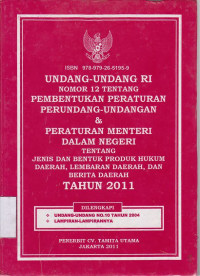 ISBN 978-979-28-5195-9
UNDANG-UNDANG RI
NOMOR 12 TENTANG
PEMBENTUKAN PERATURAN
PERUNDANG-UNDANGAN
&
PERATURAN MENTERI
DALAM NEGERI
TENTANG
JENIS DAN BENTUK PRODUK HUKUM
DAERAH, LEMBARAN DAERAH, DAN
BERITA DAERAH
TAHUN 2011
DILENGKAPI
UNDANG-UNDANG NO.10 TAHUN 2004
LAMPIRAN-LAMPIRANNYA
PENERBIT CV. TAMITA UTAMA
JAKARTA 2011